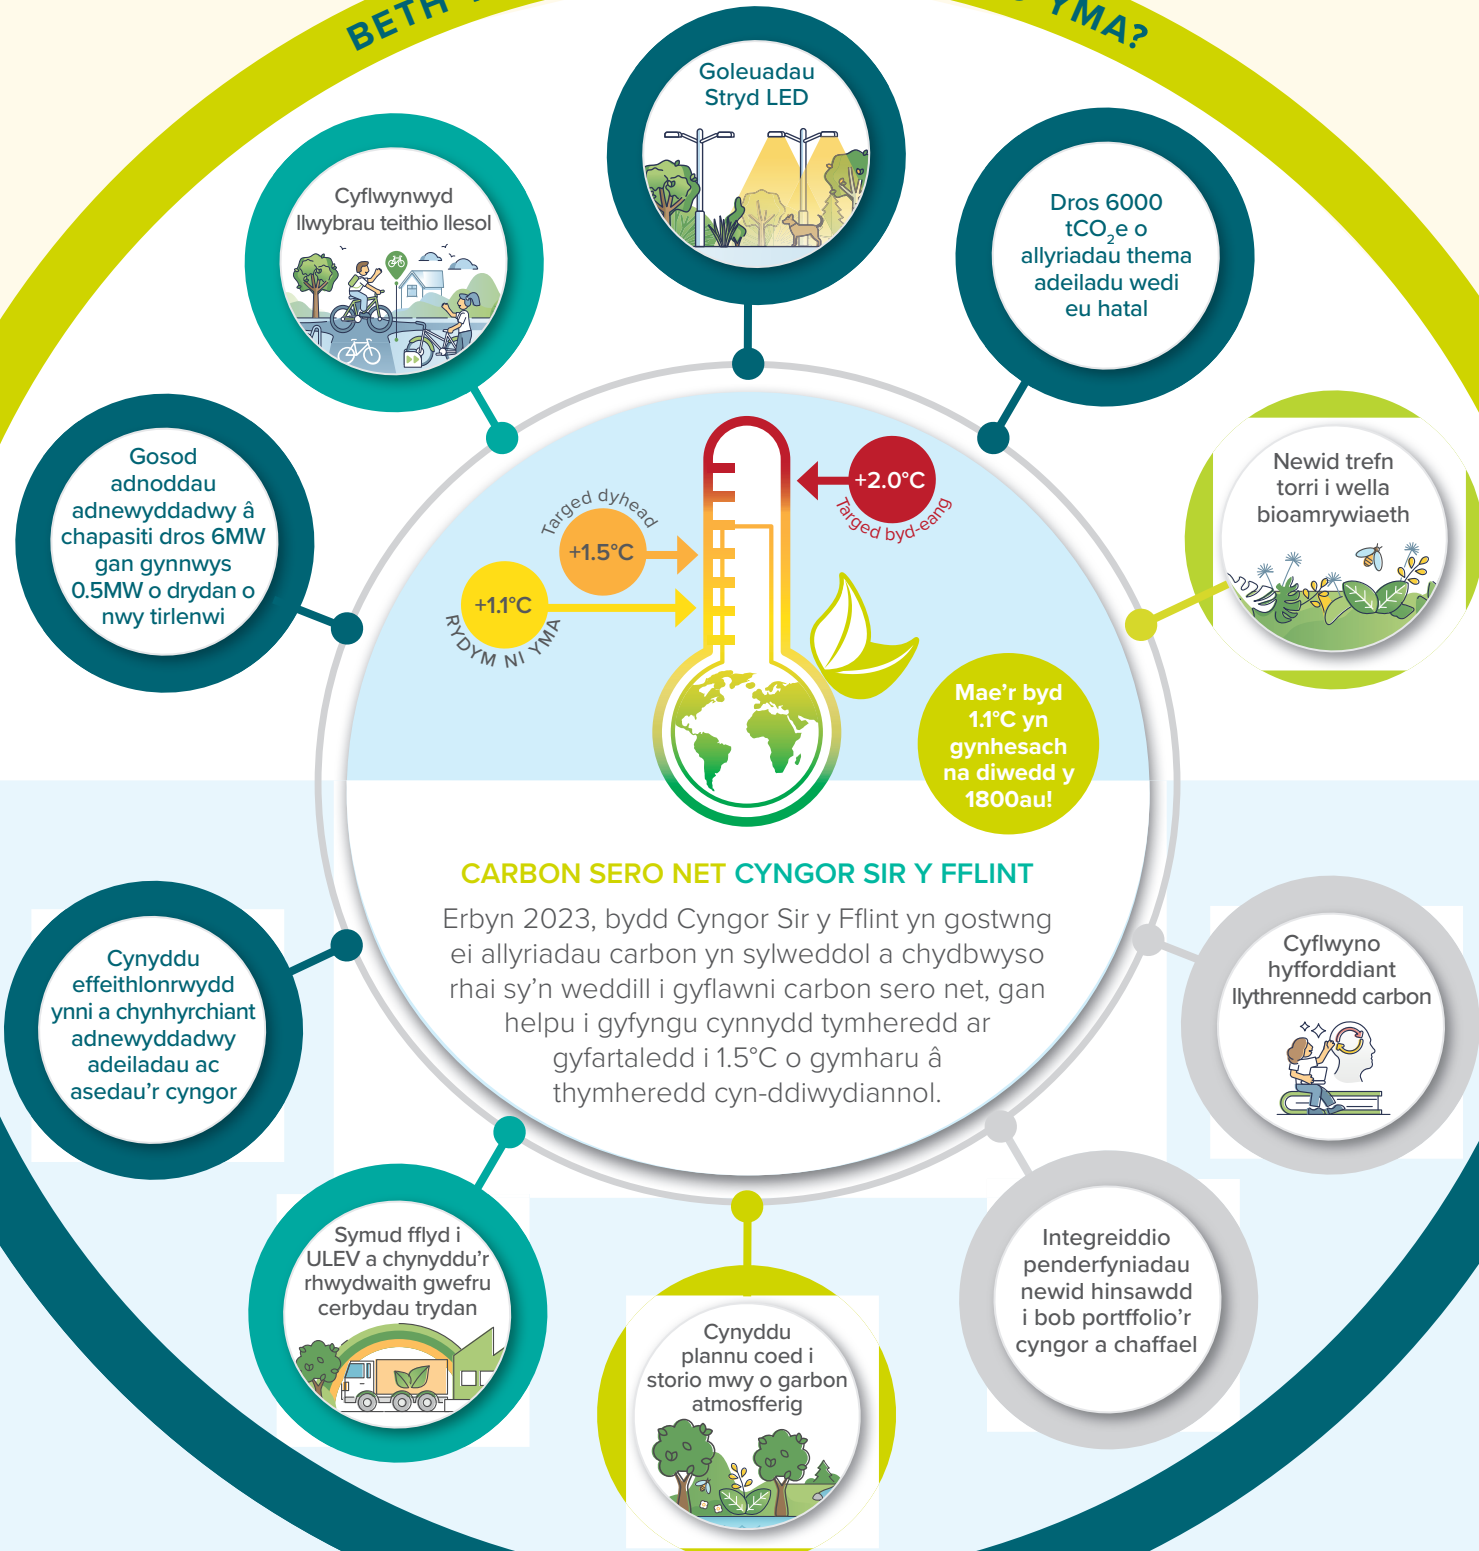 BETH
YMA?
Goleuadau
Stryd LED
Cyflwynwyd
llwybrau teithio llesol
Dros 6000
tCO₂e o
allyriadau thema
adeiladu wedi
eu hatal
Gosod
adnoddau
adnewyddadwy â
chapasiti dros 6MW
gan gynnwys
0.5MW o drydan o
nwy tirlenwi
Newid trefn
torri i wella
bioamrywiaeth
+2.0°C
Targed byd-eang
Targed dyhead
+1.5°C
+1.1°C
RYDYM NI YMA
Mae'r byd
1.1°C yn
gynhesach
na diwedd y
1800au!
CARBON SERO NET CYNGOR SIR Y FFLINT
Erbyn 2023, bydd Cyngor Sir y Fflint yn gostwng
ei allyriadau carbon yn sylweddol a chydbwyso
rhai sy'n weddill i gyflawni carbon sero net, gan
helpu i gyfyngu cynnydd tymheredd ar
gyfartaledd i 1.5°C o gymharu â
thymheredd cyn-ddiwydiannol.
Cynyddu
effeithlonrwydd
ynni a chynhyrchiant
adnewyddadwy
adeiladau ac
asedau'r cyngor
Cyflwyno
hyfforddiant
llythrennedd carbon
Symud fflyd i
ULEV a chynyddu'r
rhwydwaith gwefru
cerbydau trydan
Cynyddu
plannu coed i
storio mwy o garbon
atmosfferig
Integreiddio
penderfyniadau
newid hinsawdd
i bob portffolio'r
cyngor a chaffael